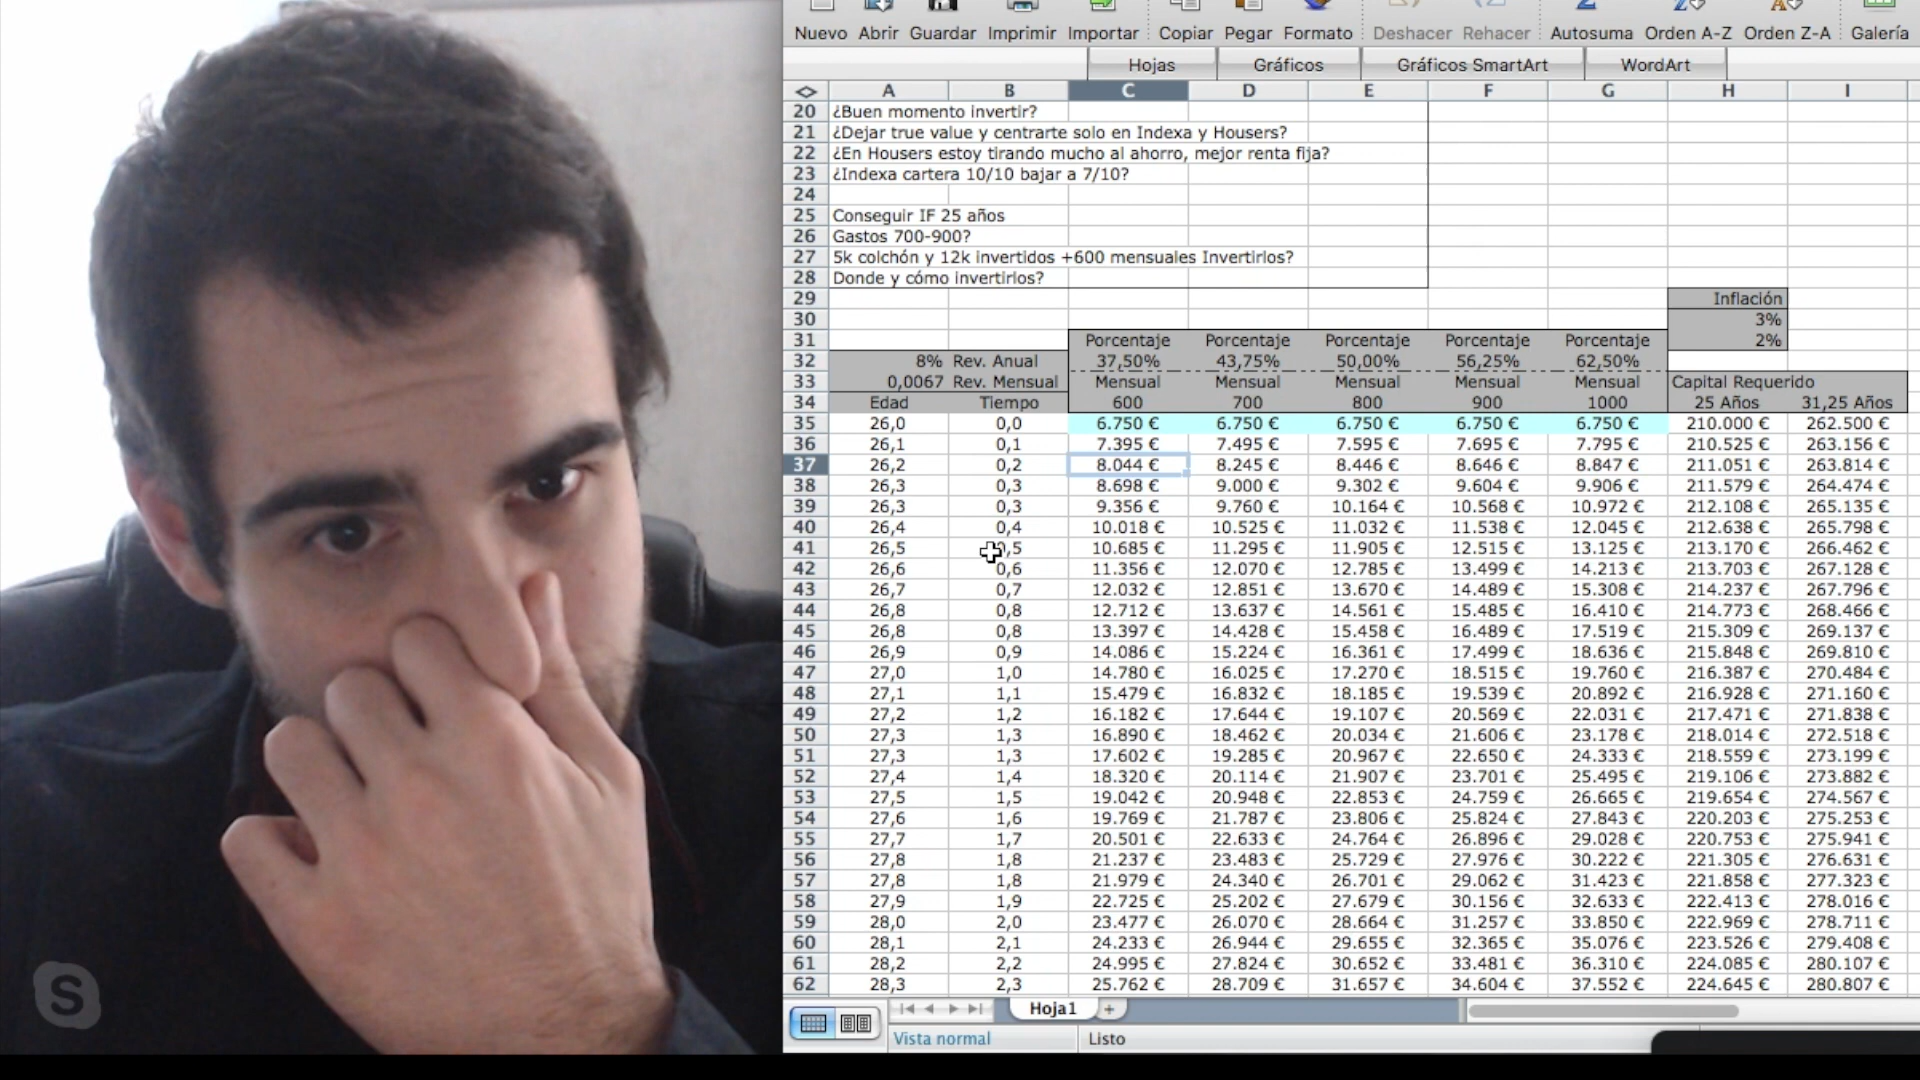 Nuevo Abrir Guardar Imprimir Importar Copiar Pegar Formato Deshacer Rehacer Autosuma Orden A-Z Orden Z-A Galería
Hojas Gráficos Gráficos SmartArt WordArt
A B C D E F G H I
20 ¿Buen momento invertir?
21 ¿Dejar true value y centrarte solo en Indexa y Housers?
22 ¿En Housers estoy tirando mucho al ahorro, mejor renta fija?
23 ¿Indexa cartera 10/10 bajar a 7/10?
24
25 Conseguir IF 25 años
26 Gastos 700-900?
27 5k colchón y 12k invertidos +600 mensuales Invertirlos?
28 Donde y cómo invertirlos?
29 Inflación
30 3%
31 Porcentaje Porcentaje Porcentaje Porcentaje Porcentaje 2%
32 8% Rev. Anual 37,50% 43,75% 50,00% 56,25% 62,50%
33 0,0067 Rev. Mensual Mensual Mensual Mensual Mensual Mensual Capital Requerido
34 Edad Tiempo 600 700 800 900 1000 25 Años 31,25 Años
35 26,0 0,0 6.750 € 6.750 € 6.750 € 6.750 € 6.750 € 210.000 € 262.500 €
36 26,1 0,1 7.395 € 7.495 € 7.595 € 7.695 € 7.795 € 210.525 € 263.156 €
37 26,2 0,2 8.044 € 8.245 € 8.446 € 8.646 € 8.847 € 211.051 € 263.814 €
38 26,3 0,3 8.698 € 9.000 € 9.302 € 9.604 € 9.906 € 211.579 € 264.474 €
39 26,3 0,3 9.356 € 9.760 € 10.164 € 10.568 € 10.972 € 212.108 € 265.135 €
40 26,4 0,4 10.018 € 10.525 € 11.032 € 11.538 € 12.045 € 212.638 € 265.798 €
41 26,5 ,5 10.685 € 11.295 € 11.905 € 12.515 € 13.125 € 213.170 € 266.462 €
42 26,6 0,6 11.356 € 12.070 € 12.785 € 13.499 € 14.213 € 213.703 € 267.128 €
43 26,7 0,7 12.032 € 12.851 € 13.670 € 14.489 € 15.308 € 214.237 € 267.796 €
44 26,8 0,8 12.712 € 13.637 € 14.561 € 15.485 € 16.410 € 214.773 € 268.466 €
45 26,8 0,8 13.397 € 14.428 € 15.458 € 16.489 € 17.519 € 215.309 € 269.137 €
46 26,9 0,9 14.086 € 15.224 € 16.361 € 17.499 € 18.636 € 215.848 € 269.810 €
47 27,0 1,0 14.780 € 16.025 € 17.270 € 18.515 € 19.760 € 216.387 € 270.484 €
48 27,1 1,1 15.479 € 16.832 € 18.185 € 19.539 € 20.892 € 216.928 € 271.160 €
49 27,2 1,2 16.182 € 17.644 € 19.107 € 20.569 € 22.031 € 217.471 € 271.838 €
50 27,3 1,3 16.890 € 18.462 € 20.034 € 21.606 € 23.178 € 218.014 € 272.518 €
51 27,3 1,3 17.602 € 19.285 € 20.967 € 22.650 € 24.333 € 218.559 € 273.199 €
52 27,4 1,4 18.320 € 20.114 € 21.907 € 23.701 € 25.495 € 219.106 € 273.882 €
53 27,5 1,5 19.042 € 20.948 € 22.853 € 24.759 € 26.665 € 219.654 € 274.567 €
54 27,6 1,6 19.769 € 21.787 € 23.806 € 25.824 € 27.843 € 220.203 € 275.253 €
55 27,7 1,7 20.501 € 22.633 € 24.764 € 26.896 € 29.028 € 220.753 € 275.941 €
56 27,8 1,8 21.237 € 23.483 € 25.729 € 27.976 € 30.222 € 221.305 € 276.631 €
57 27,8 1,8 21.979 € 24.340 € 26.701 € 29.062 € 31.423 € 221.858 € 277.323 €
58 27,9 1,9 22.725 € 25.202 € 27.679 € 30.156 € 32.633 € 222.413 € 278.016 €
59 28,0 2,0 23.477 € 26.070 € 28.664 € 31.257 € 33.850 € 222.969 € 278.711 €
60 28,1 2,1 24.233 € 26.944 € 29.655 € 32.365 € 35.076 € 223.526 € 279.408 €
61 28,2 2,2 24.995 € 27.824 € 30.652 € 33.481 € 36.310 € 224.085 € 280.107 €
62 28,3 2,3 25.762 € 28.709 € 31.657 € 34.604 € 37.552 € 224.645 € 280.807 €
Hoja1 +
Vista normal Listo
S